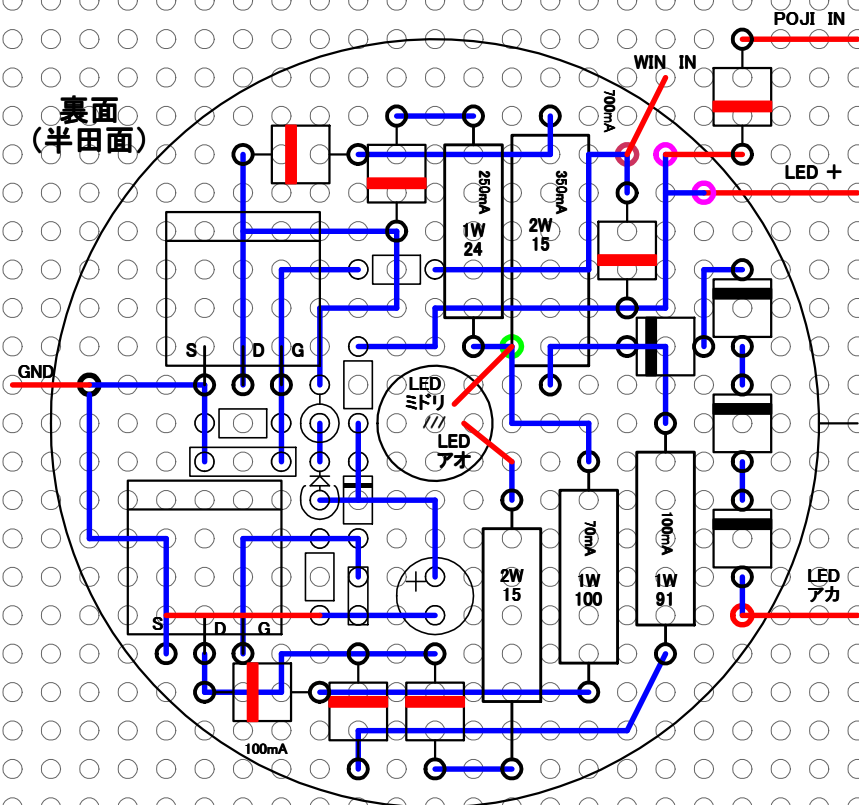 POJI IN
WIN IN
裏面
(半田面)
700mA
LED +
250mA
350mA
1W
24
2W
15
S
D
G
GND
LED
ミドリ
LED
アオ
2W
15
70mA
1W
100
100mA
1W
91
LED
アカ
S
D
G
100mA